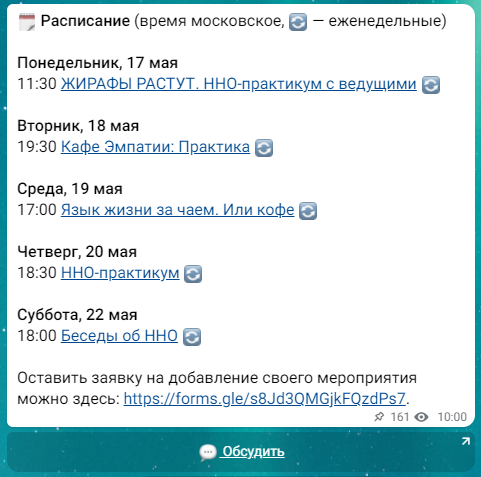 🗓 Расписание (время московское, 🔄 — еженедельные)
Понедельник, 17 мая
11:30 ЖИРАФЫ РАСТУТ. ННО-практикум с ведущими 🔄
Вторник, 18 мая
19:30 Кафе Эмпатии: Практика 🔄
Среда, 19 мая
17:00 Язык жизни за чаем. Или кофе 🔄
Четверг, 20 мая
18:30 ННО-практикум 🔄
Суббота, 22 мая
18:00 Беседы об ННО 🔄
Оставить заявку на добавление своего мероприятия
можно здесь: https://forms.gle/s8Jd3QMGjkFQzdPs7.
161 10:00
💬 Обсудить